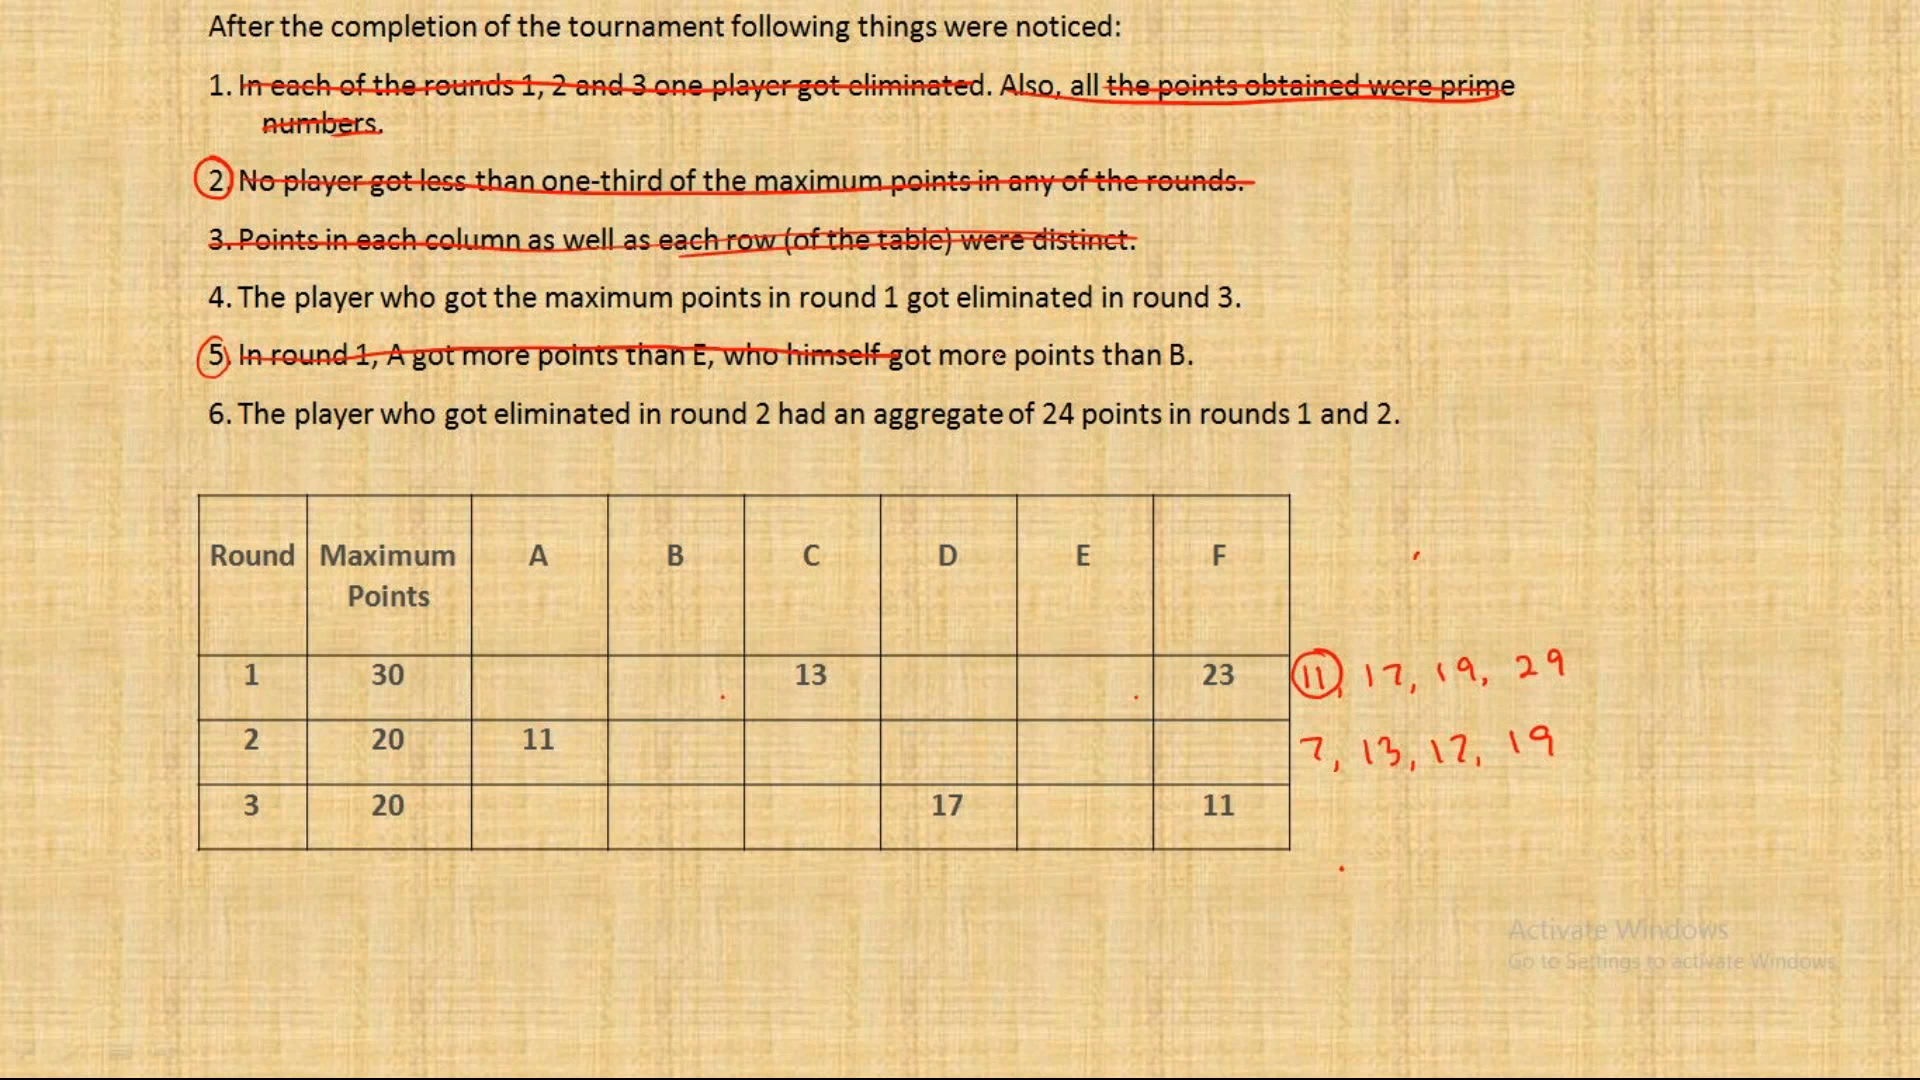 After the completion of the tournament following things were noticed:
1. In each of the rounds 1, 2 and 3 one player got eliminated. Also, all the points obtained were prime
numbers.
2. No player got less than one-third of the maximum points in any of the rounds.
3. Points in each column as well as each row (of the table) were distinct.
4. The player who got the maximum points in round 1 got eliminated in round 3.
5. In round 1, A got more points than E, who himself got more points than B.
6. The player who got eliminated in round 2 had an aggregate of 24 points in rounds 1 and 2.
Round Maximum Points A B C D E F
1 30 13 23 11, 17, 19, 29
2 20 11 7, 13, 17, 19
3 20 17 11
Activate Windows
Go to Settings to activate Windows.